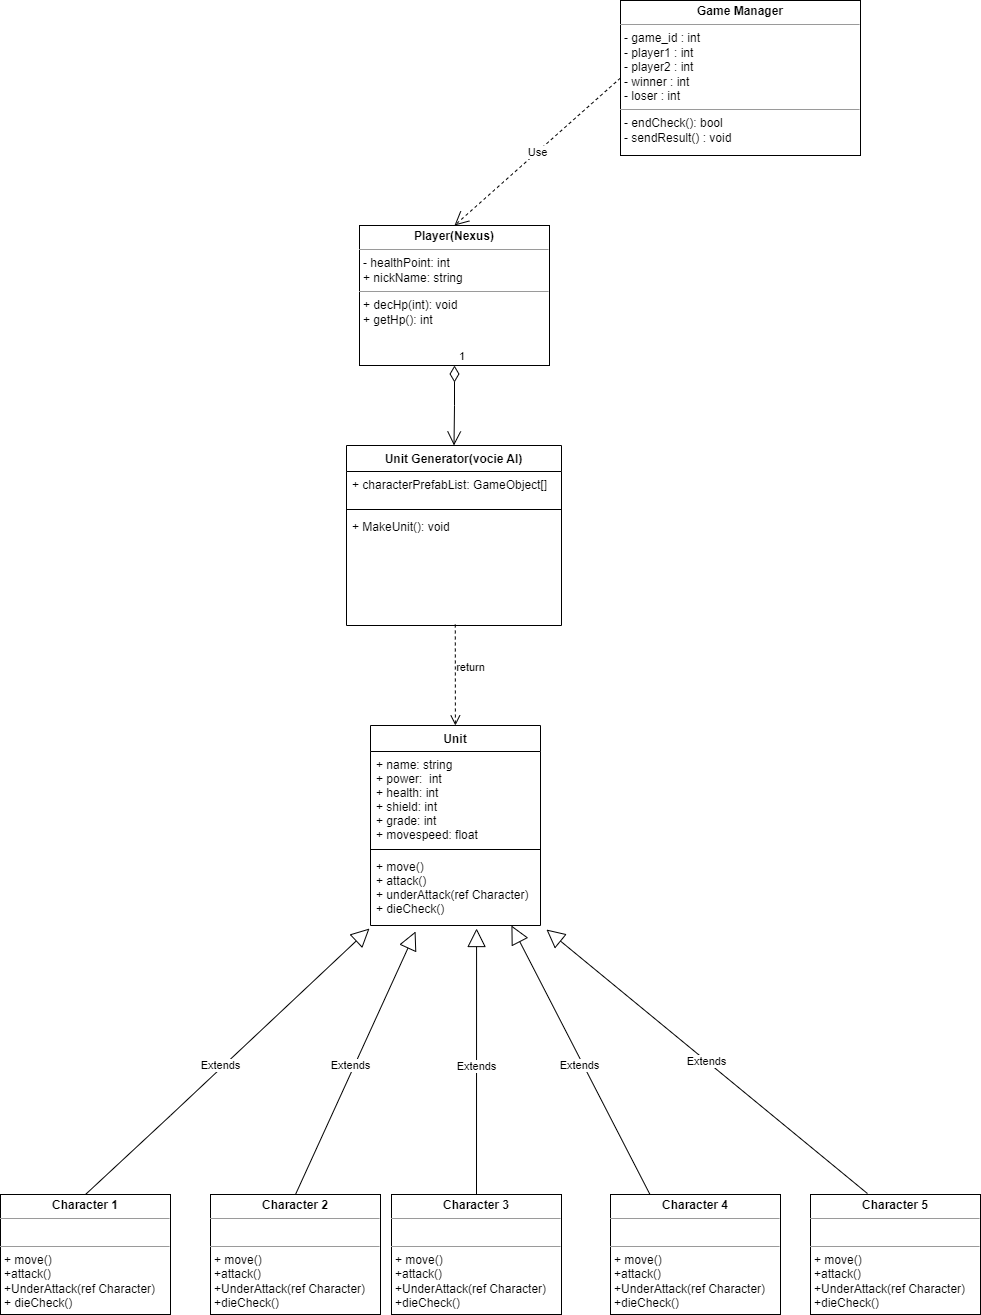 Game Manager
- game_id : int
- player1 : int
- player2 : int
- winner : int
- loser : int
- endCheck(): bool
- sendResult() : void
Use
Player(Nexus)
- healthPoint: int
+ nickName: string
+ decHp(int): void
+ getHp(): int
1
Unit Generator(vocie AI)
+ characterPrefabList: GameObject[]
+ MakeUnit(): void
return
Unit
+ name: string
+ power:  int
+ health: int
+ shield: int
+ grade: int
+ movespeed: float
+ move()
+ attack()
+ underAttack(ref Character)
+ dieCheck()
Extends
Extends
Extends
Extends
Extends
Character 1
+ move()
+attack()
+UnderAttack(ref Character)
+ dieCheck()
Character 2
+ move()
+attack()
+UnderAttack(ref Character)
+dieCheck()
Character 3
+ move()
+attack()
+UnderAttack(ref Character)
+dieCheck()
Character 4
+ move()
+attack()
+UnderAttack(ref Character)
+dieCheck()
Character 5
+ move()
+attack()
+UnderAttack(ref Character)
+dieCheck()